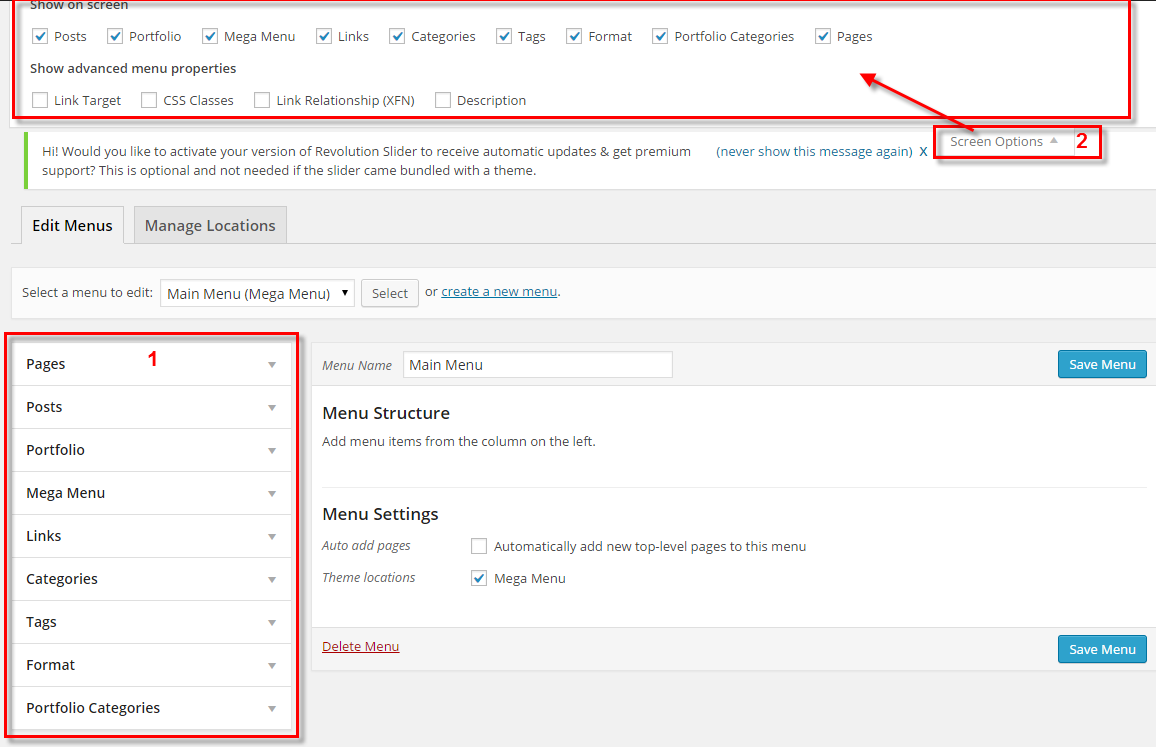 Show on screen
Posts Portfolio Mega Menu Links Categories Tags Format Portfolio Categories Pages
Show advanced menu properties
Link Target CSS Classes Link Relationship (XFN) Description
Screen Options 2
Hi! Would you like to activate your version of Revolution Slider to receive automatic updates & get premium (never show this message again) X
support? This is optional and not needed if the slider came bundled with a theme.
Edit Menus Manage Locations
Select a menu to edit: Main Menu (Mega Menu) Select or create a new menu.
1
Pages
Posts
Portfolio
Mega Menu
Links
Categories
Tags
Format
Portfolio Categories
Menu Name Main Menu Save Menu
Menu Structure
Add menu items from the column on the left.
Menu Settings
Auto add pages Automatically add new top-level pages to this menu
Theme locations Mega Menu
Delete Menu Save Menu